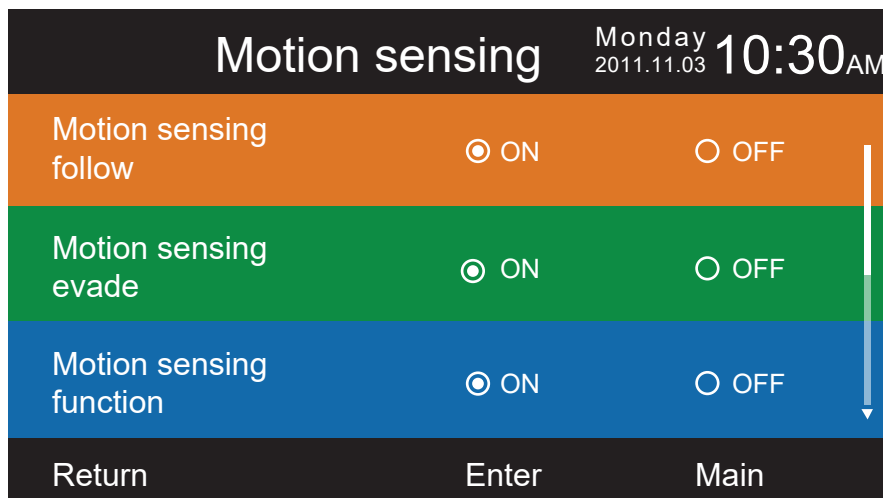 Motion sensing Monday
2011.11.03 10:30AM
Motion sensing
follow
ON OFF
Motion sensing
evade
ON OFF
Motion sensing
function
ON OFF
Return Enter Main